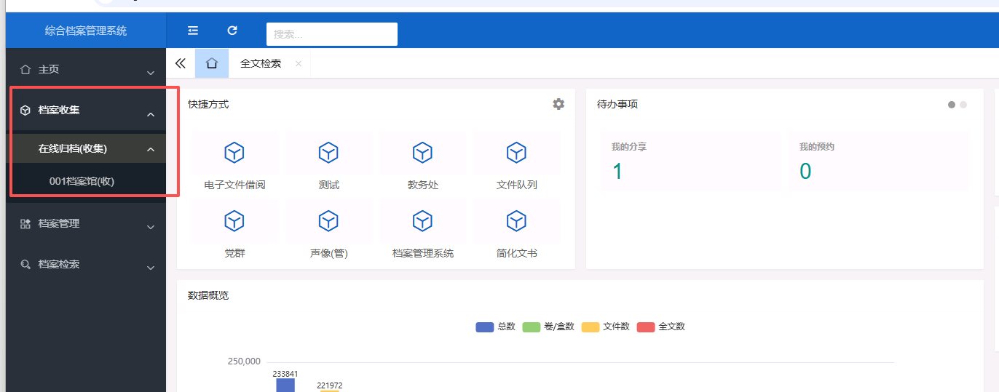 综合档案管理系统
搜索...
主页
全文检索
档案收集
在线归档(收集)
001档案馆(收)
档案管理
档案检索
快捷方式
电子文件借阅
测试
教务处
文件队列
党群
声像(管)
档案管理系统
简化文书
待办事项
我的分享
1
我的预约
0
数据概览
总数
卷/盒数
文件数
全文数
250,000
233841
221972